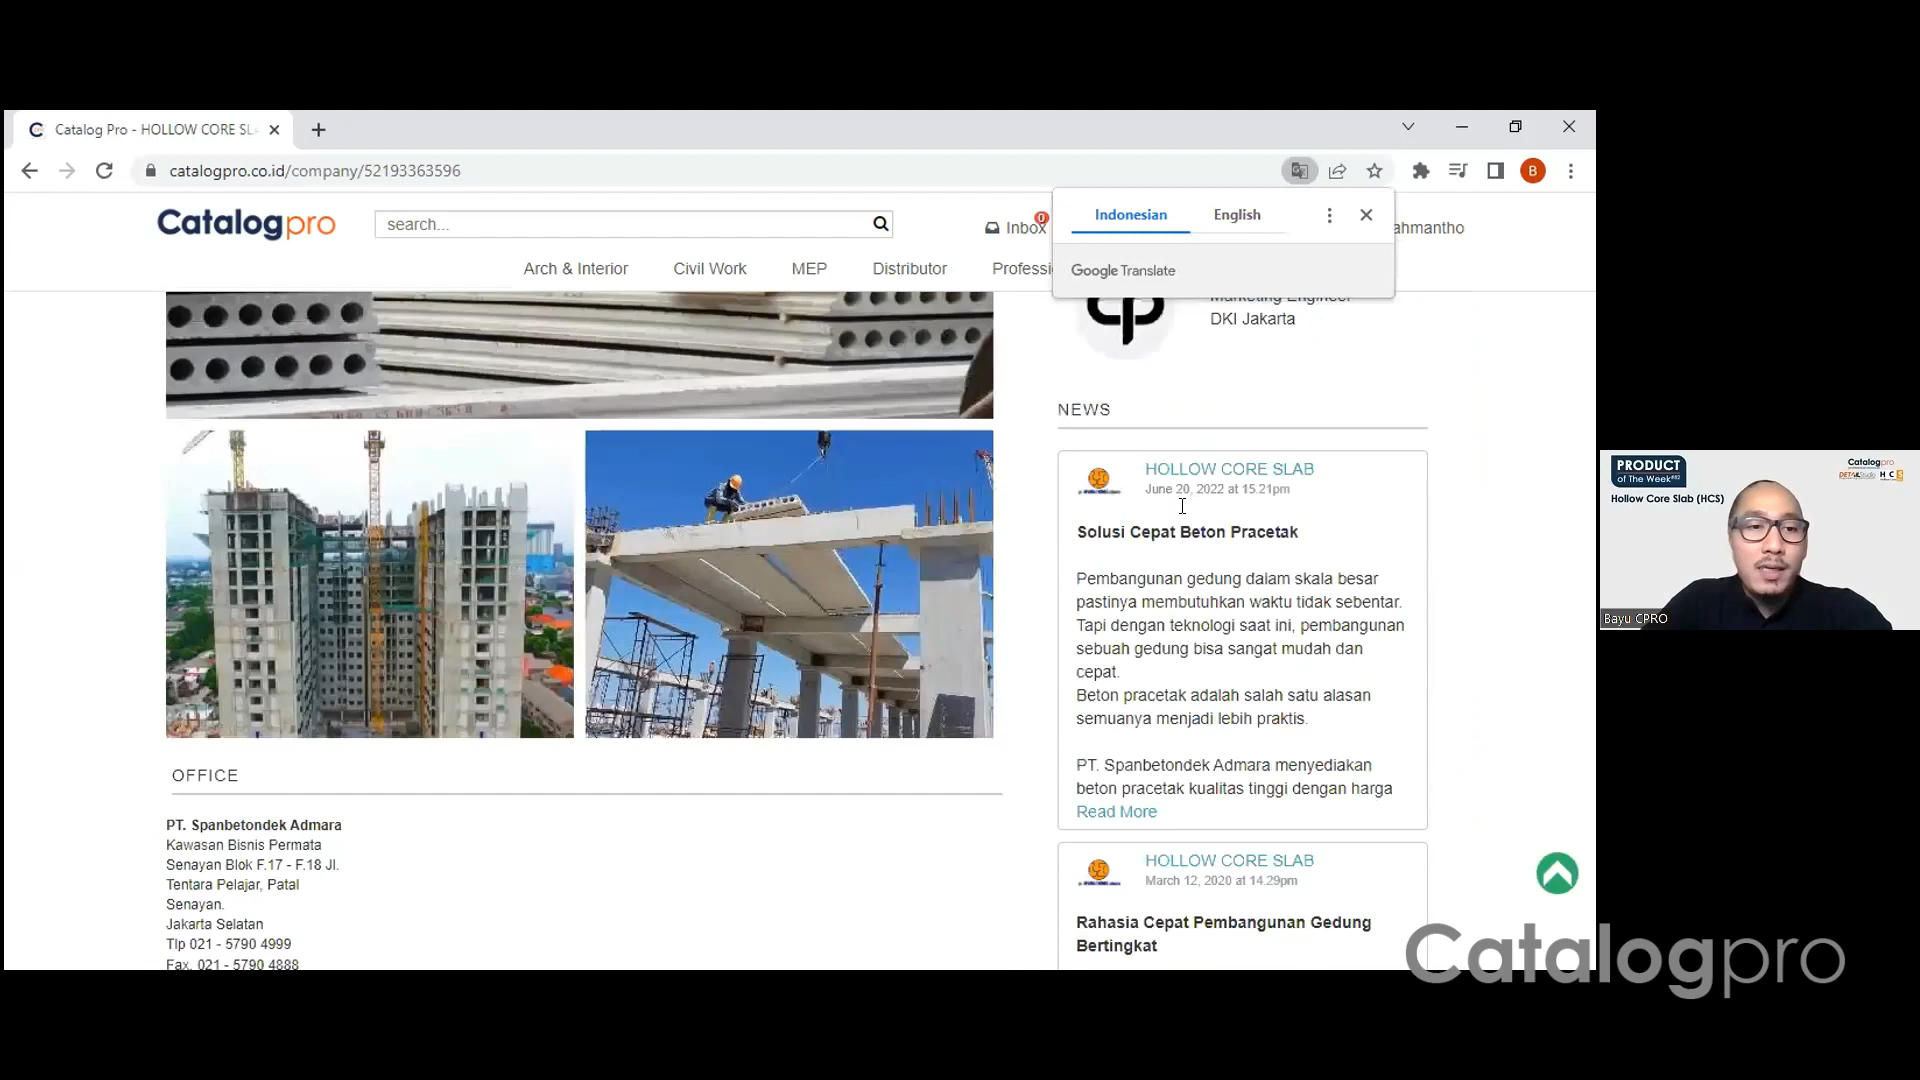 Catalog Pro - HOLLOW CORE SL
catalogpro.co.id/company/52193363596
B
Indonesian
English
Google Translate
Catalogpro
search...
Inbox
0
ahmantho
Arch & Interior
Civil Work
MEP
Distributor
Professi
Marketing Engineer
DKI Jakarta
NEWS
HOLLOW CORE SLAB
June 20, 2022 at 15.21pm
Solusi Cepat Beton Pracetak
Pembangunan gedung dalam skala besar
pastinya membutuhkan waktu tidak sebentar.
Tapi dengan teknologi saat ini, pembangunan
sebuah gedung bisa sangat mudah dan
cepat.
Beton pracetak adalah salah satu alasan
semuanya menjadi lebih praktis.
PT. Spanbetondek Admara menyediakan
beton pracetak kualitas tinggi dengan harga
Read More
HOLLOW CORE SLAB
March 12, 2020 at 14.29pm
Rahasia Cepat Pembangunan Gedung
Bertingkat
OFFICE
PT. Spanbetondek Admara
Kawasan Bisnis Permata
Senayan Blok F.17 - F.18 Jl.
Tentara Pelajar, Patal
Senayan.
Jakarta Selatan
Tlp 021 - 5790 4999
Fax. 021 - 5790 4888
PRODUCT
of The Week#82
Hollow Core Slab (HCS)
Catalogpro
Bayu CPRO
Catalogpro